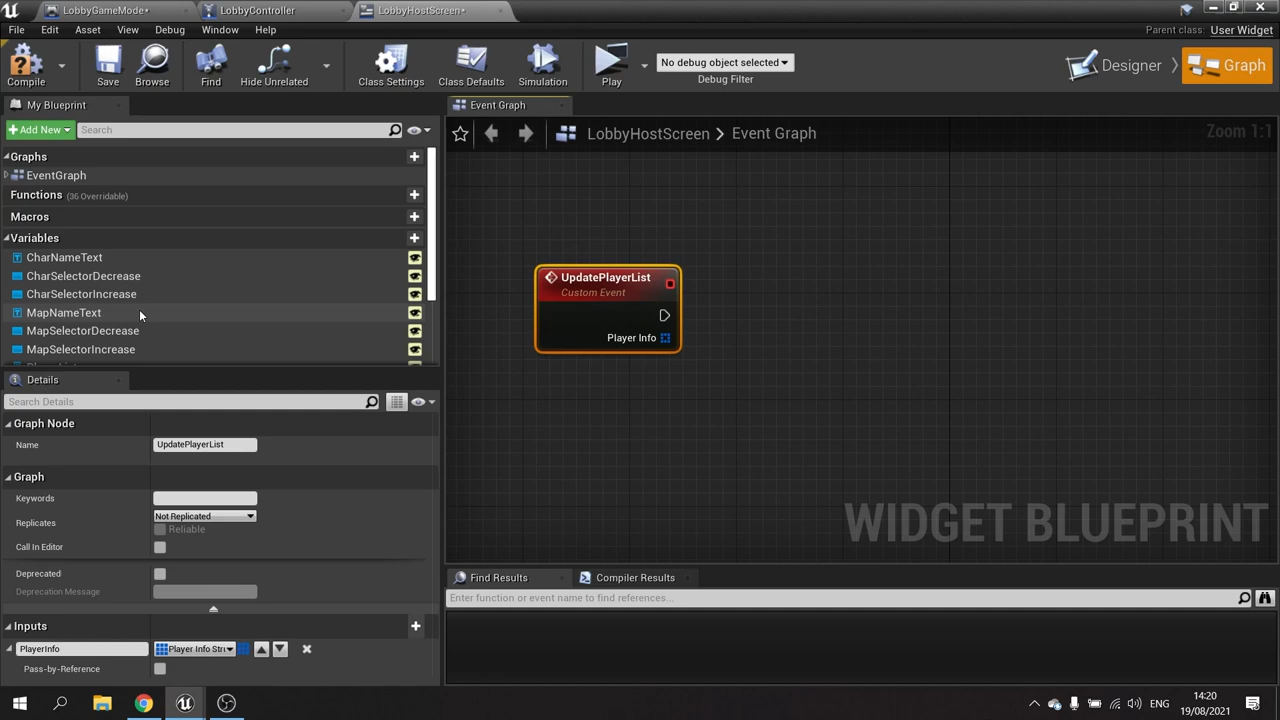 LobbyGameMode*
LobbyController
LobbyHostScreen*
File
Edit
Asset
View
Debug
Window
Help
Parent class: User Widget
Compile
Save
Browse
Find
Hide Unrelated
Class Settings
Class Defaults
Simulation
Play
No debug object selected
Debug Filter
Designer
Graph
My Blueprint
Add New
Search
Event Graph
LobbyHostScreen > Event Graph
Zoom 1:1
Graphs
EventGraph
Functions (36 Overridable)
Macros
Variables
CharNameText
CharSelectorDecrease
CharSelectorIncrease
MapNameText
MapSelectorDecrease
MapSelectorIncrease
UpdatePlayerList
Custom Event
Player Info
WIDGET BLUEPRINT
Details
Search Details
Graph Node
Name
UpdatePlayerList
Graph
Keywords
Replicates
Not Replicated
Reliable
Call In Editor
Deprecated
Deprecation Message
Inputs
PlayerInfo
Player Info Stru
Pass-by-Reference
Find Results
Compiler Results
Enter function or event name to find references...
ENG
14:20
19/08/2021